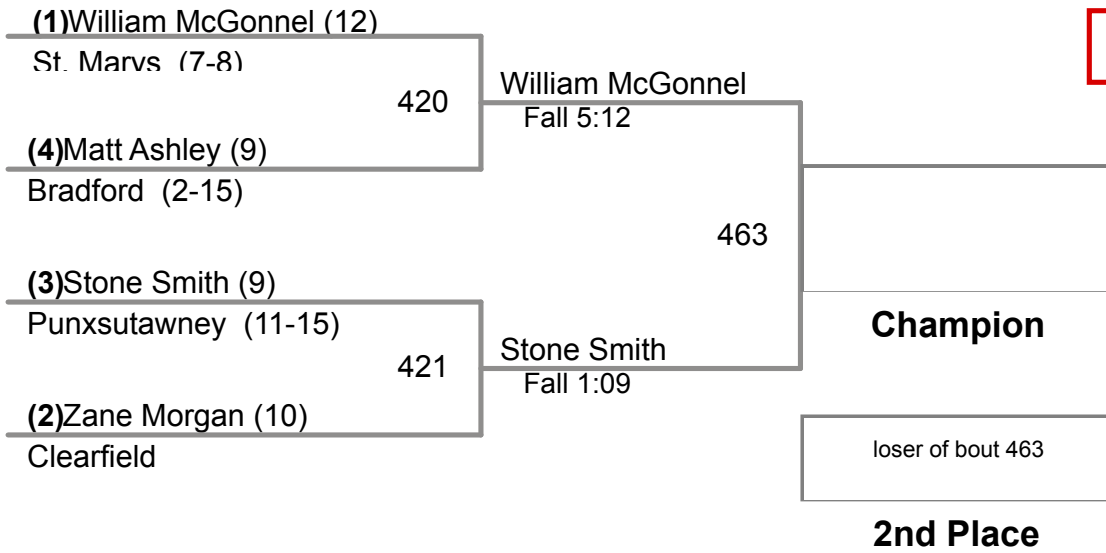 (1)William McGonnel (12)
St. Marys (7-8)
420
William McGonnel
Fall 5:12
(4)Matt Ashley (9)
Bradford (2-15)
463
(3)Stone Smith (9)
Punxsutawney (11-15)
421
Stone Smith
Fall 1:09
(2)Zane Morgan (10)
Clearfield
Champion
loser of bout 463
2nd Place